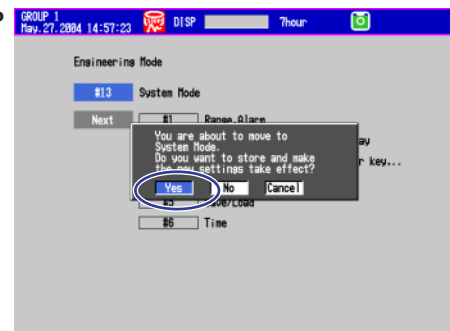 GROUP 1
May.27.2004 14:57:23 DISP 7hour
Engineering Mode
#13 System Mode
Next #1 Range,Alarm
You are about to move to
System Mode.
Do you want to store and make
the new settings take effect?
ay
r key...
Yes No Cancel
#5 Save/Load
#6 Time